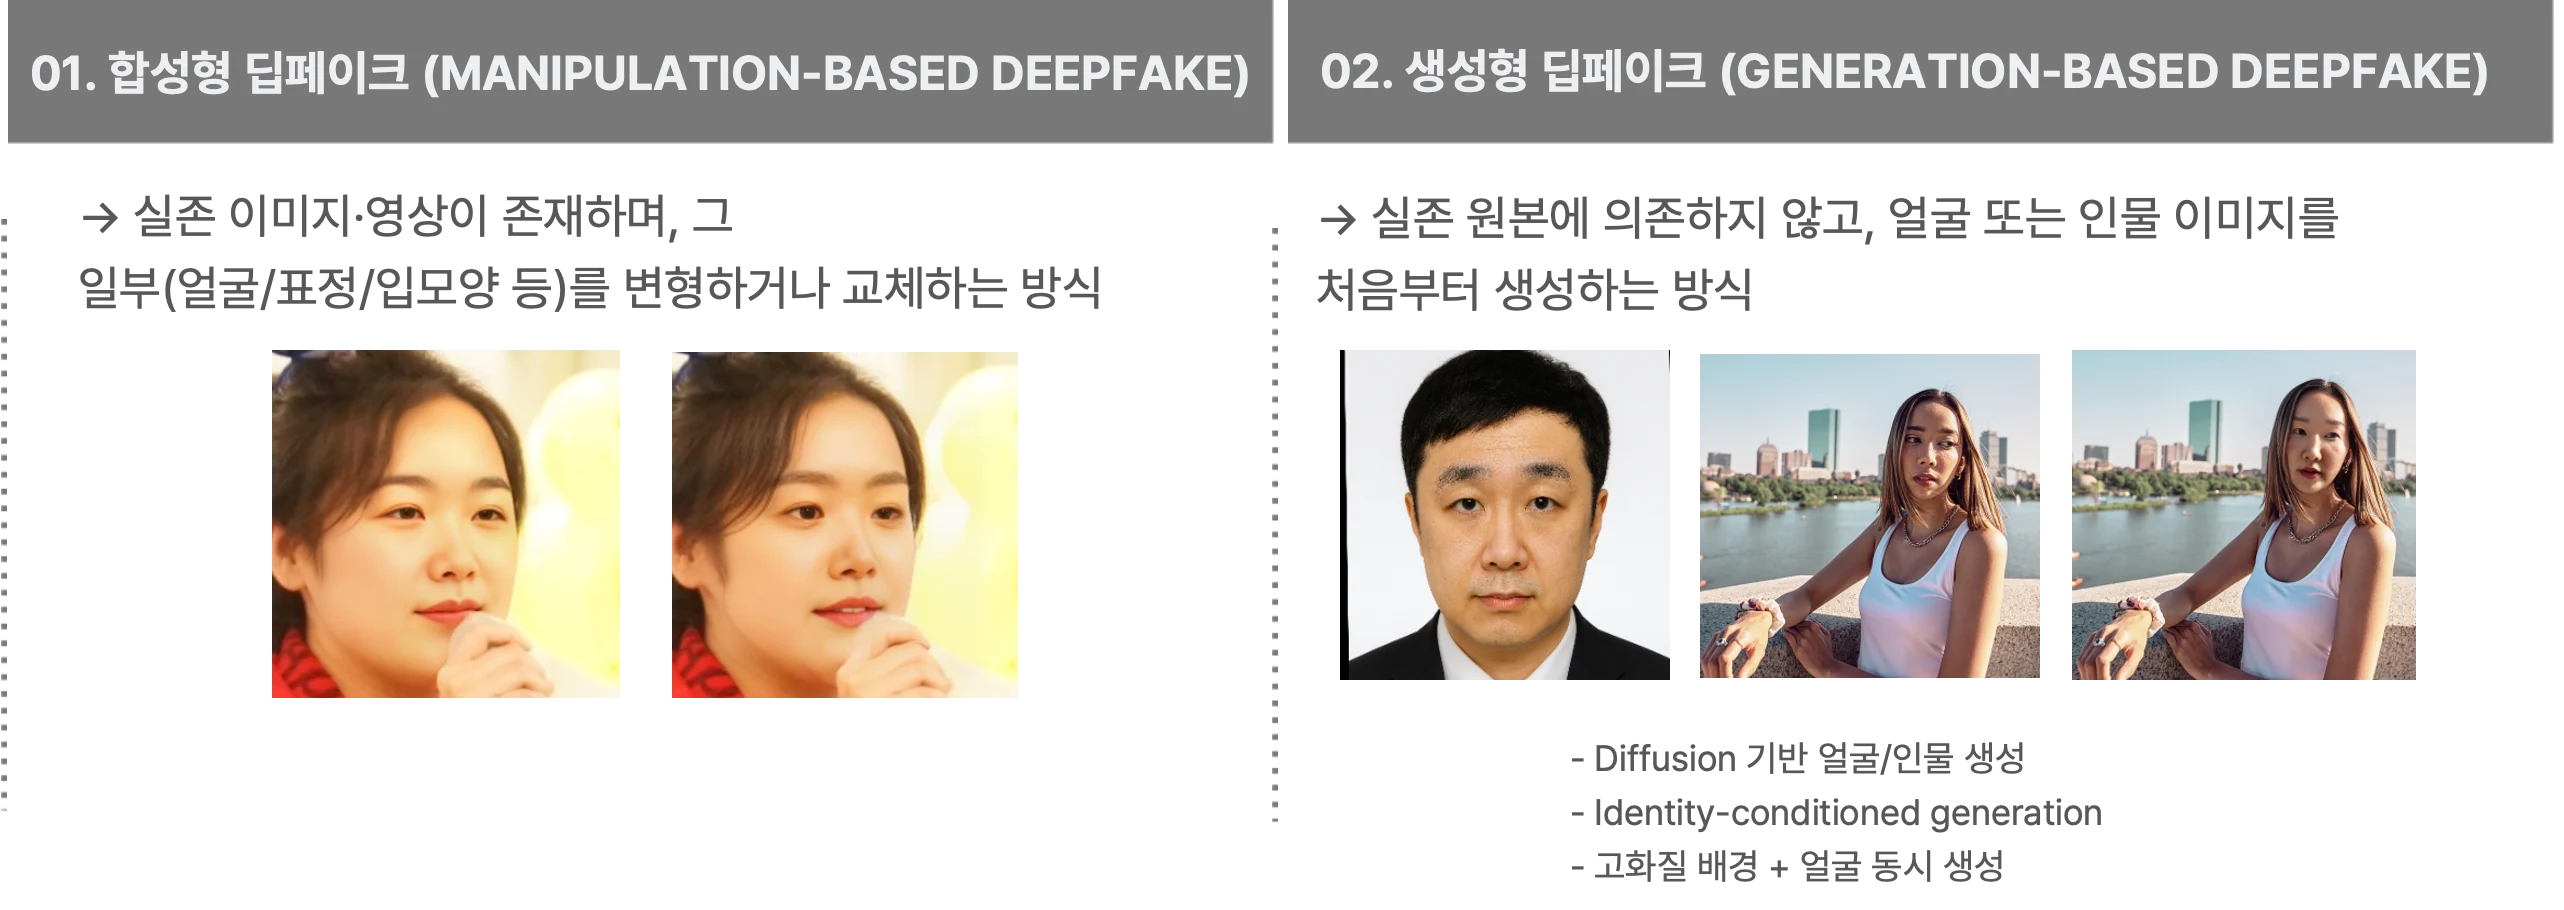 01. 합성형 딥페이크 (MANIPULATION-BASED DEEPFAKE)
→ 실존 이미지·영상이 존재하며, 그
일부(얼굴/표정/입모양 등)를 변형하거나 교체하는 방식
02. 생성형 딥페이크 (GENERATION-BASED DEEPFAKE)
→ 실존 원본에 의존하지 않고, 얼굴 또는 인물 이미지를
처음부터 생성하는 방식
- Diffusion 기반 얼굴/인물 생성
- Identity-conditioned generation
- 고화질 배경 + 얼굴 동시 생성